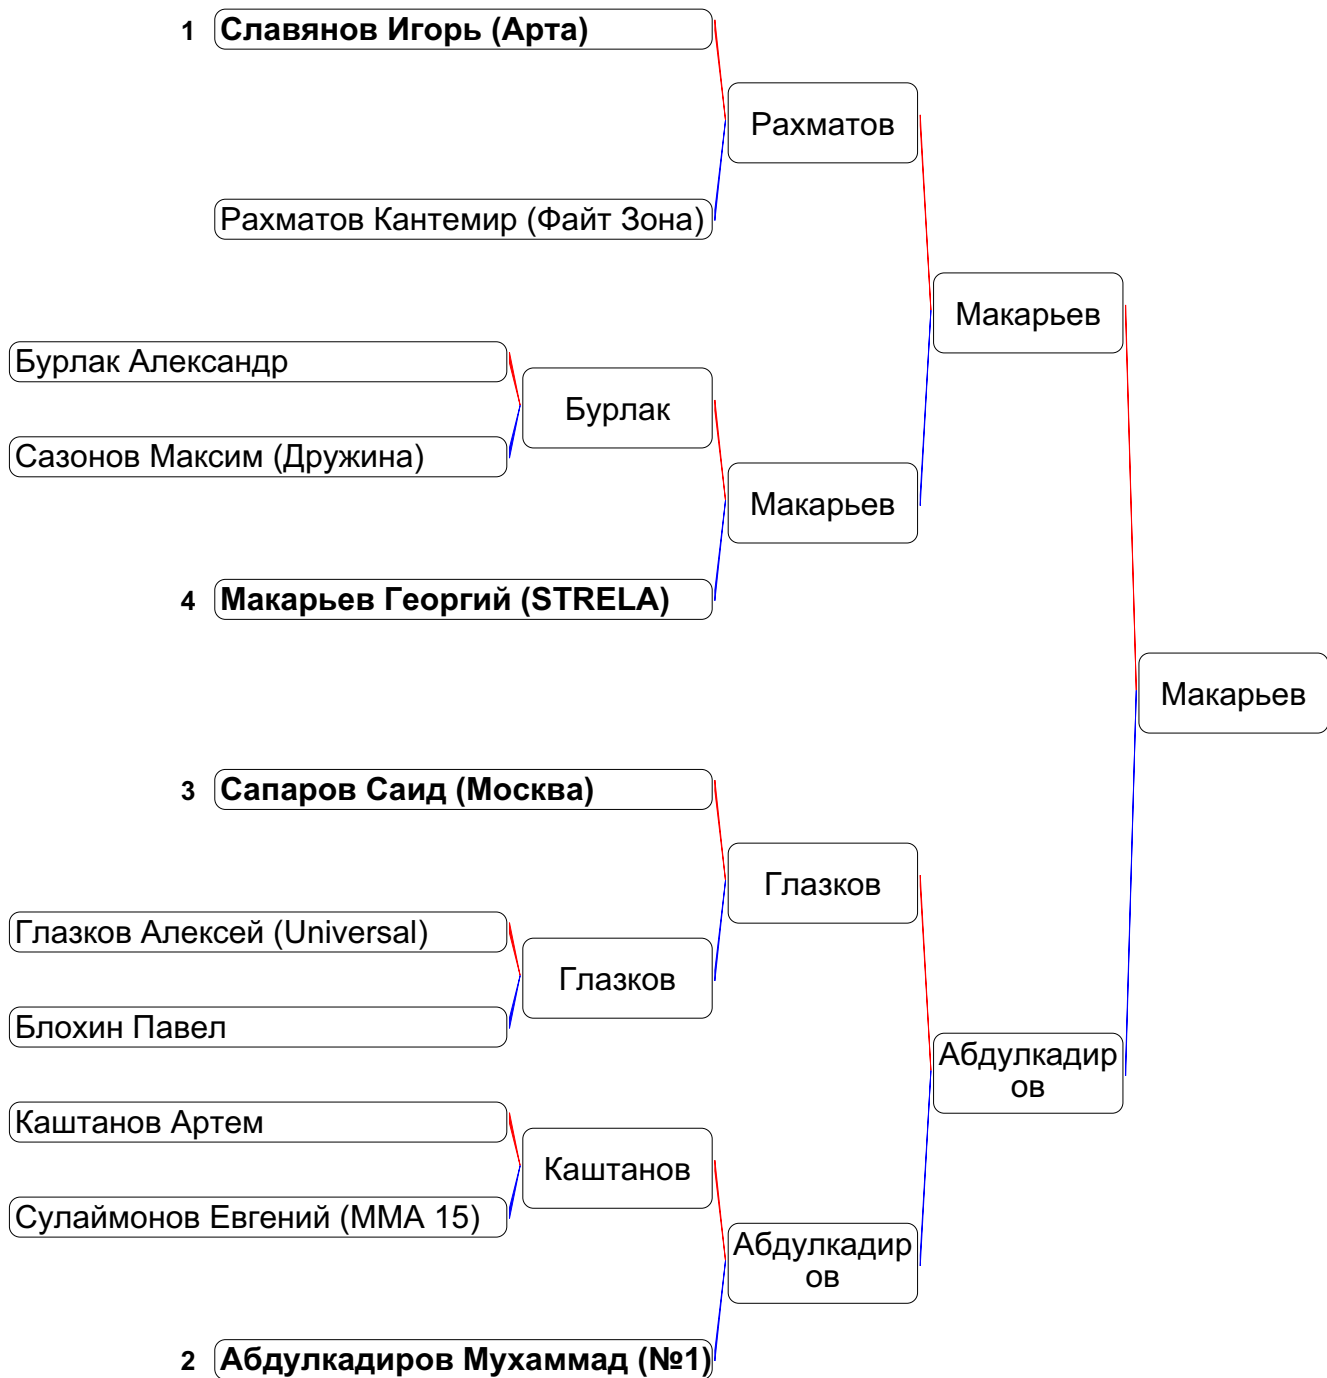 1 Славянов Игорь (Арта)
Рахматов
Рахматов Кантемир (Файт Зона)
Макарьев
Бурлак Александр
Бурлак
Сазонов Максим (Дружина)
Макарьев
4 Макарьев Георгий (STRELA)
Макарьев
3 Сапаров Саид (Москва)
Глазков
Глазков Алексей (Universal)
Глазков
Блохин Павел
Абдулкадир
ов
Каштанов Артем
Каштанов
Сулаймонов Евгений (ММА 15)
Абдулкадир
ов
2 Абдулкадиров Мухаммад (№1)